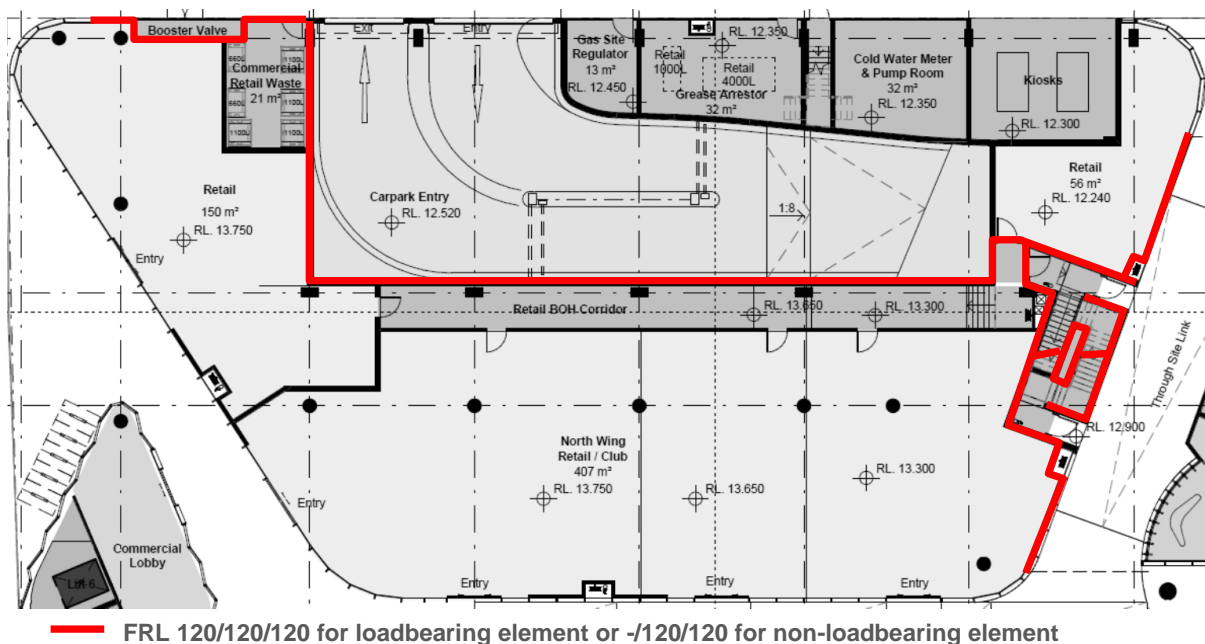 Booster Valve
Exit
Entry
Gas Site
Regulator
13 m²
RL. 12.450
RL. 12.350
Retail
1000L
Retail
4000L
Grease Arrestor
32 m²
Cold Water Meter
& Pump Room
32 m²
RL. 12.350
Kiosks
RL. 12.300
Commercial
Retail Waste
21 m²
660L
1100L
660L
1100L
1100L
1100L
Retail
150 m²
RL. 13.750
Entry
Carpark Entry
RL. 12.520
1:8
Retail
56 m²
RL. 12.240
Retail BOH Corridor
RL. 13.650
RL. 13.300
Through Site Link
RL. 12.900
North Wing
Retail / Club
407 m²
RL. 13.750
RL. 13.650
RL. 13.300
Entry
Commercial
Lobby
Lift 6
Entry
Entry
Entry
FRL 120/120/120 for loadbearing element or -/120/120 for non-loadbearing element